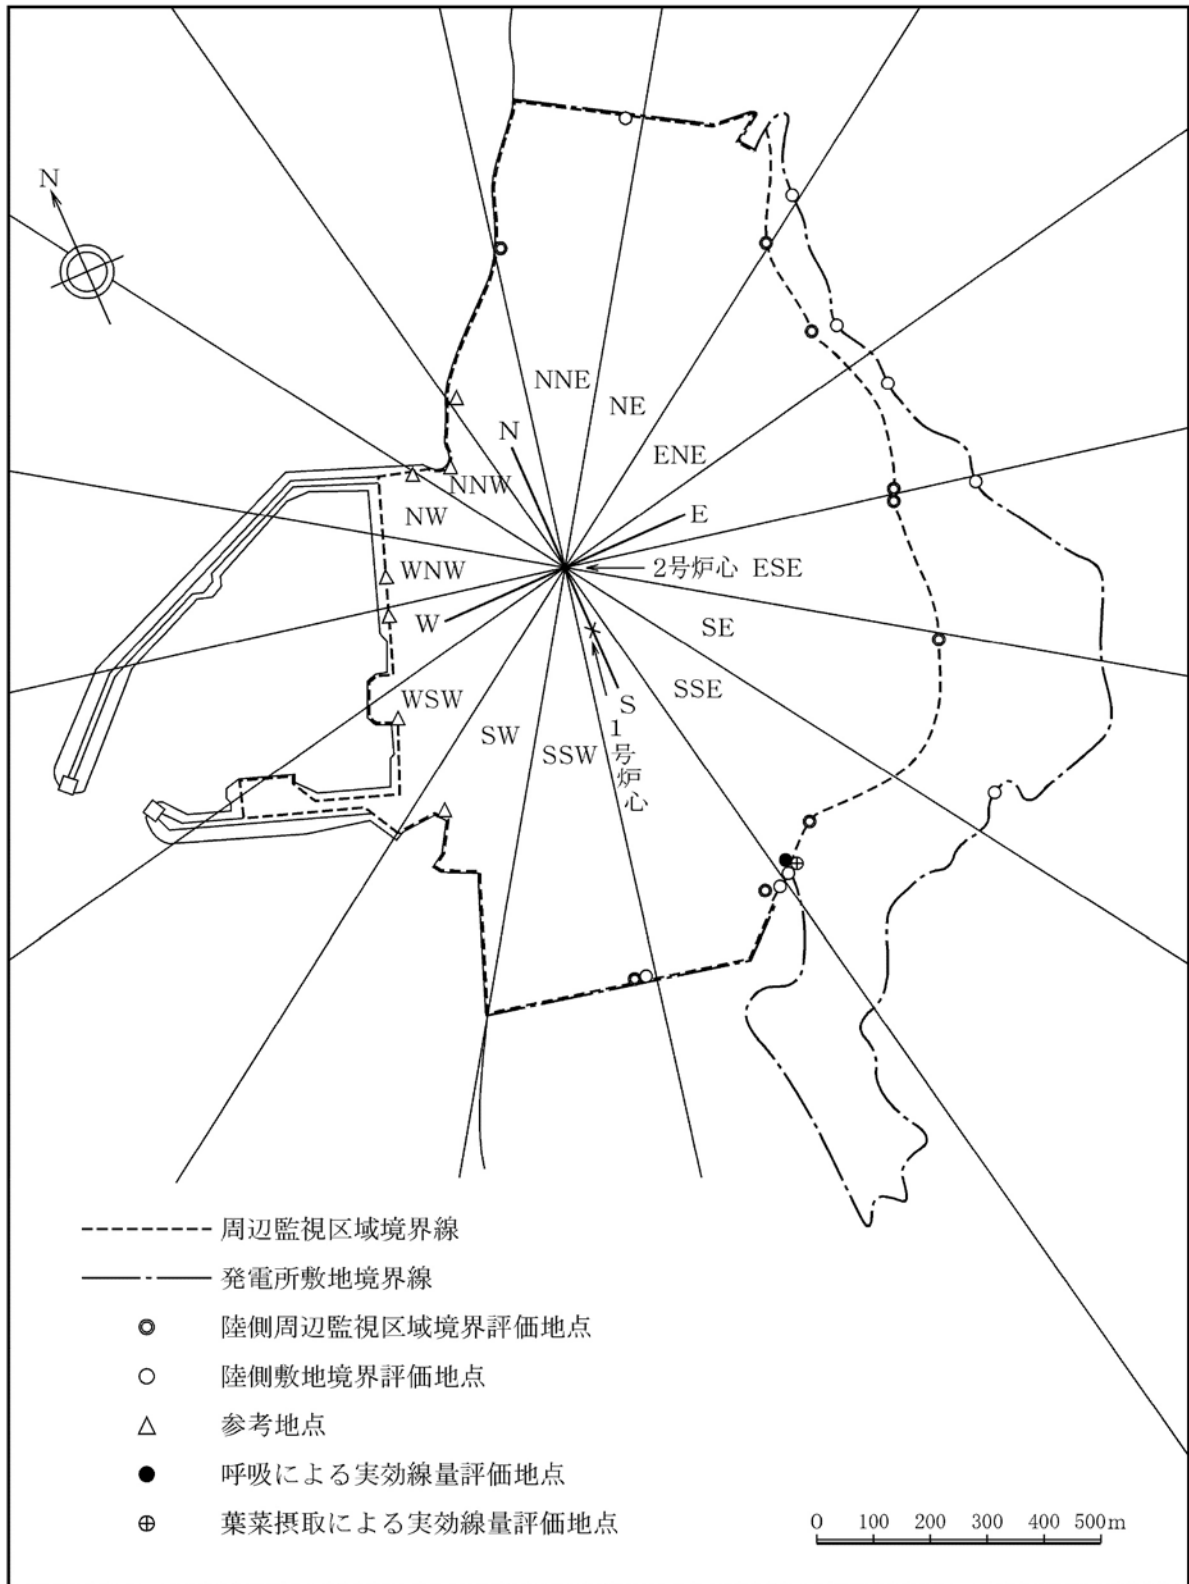 N
NNE
NE
N
ENE
NNW
NW
E
WNW
2号炉心 ESE
W
SE
SSE
WSW
S
SW
SSW
1号炉心
周辺監視区域境界線
発電所敷地境界線
陸側周辺監視区域境界評価地点
陸側敷地境界評価地点
参考地点
呼吸による実効線量評価地点
葉菜摂取による実効線量評価地点
0 100 200 300 400 500m